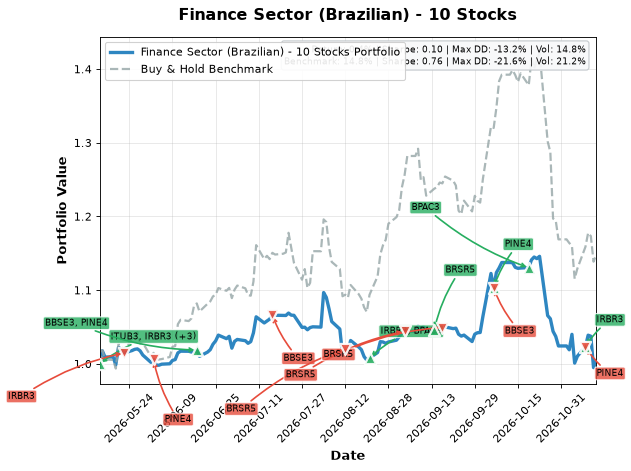 Finance Sector (Brazilian) - 10 Stocks
Finance Sector (Brazilian) - 10 Stocks Portfolio
Buy & Hold Benchmark
0.10 | Max DD: -13.2% | Vol: 14.8%
Benchmark: 14.8% | Sharpe: 0.76 | Max DD: -21.6% | Vol: 21.2%
Portfolio Value
1.4
1.3
1.2
1.1
1.0
BPAC3
PINE4
BRSR5
BBSE3, PINE4
ITUB3, IRBR3 (+3)
BBSE3
IRBR3
BBSE3
BRSR5
PINE4
IRBR3
BRSR5
PINE4
2026-05-24
2026-06-09
2026-06-25
2026-07-11
2026-07-27
2026-08-12
2026-08-28
2026-09-13
2026-09-29
2026-10-15
2026-10-31
Date